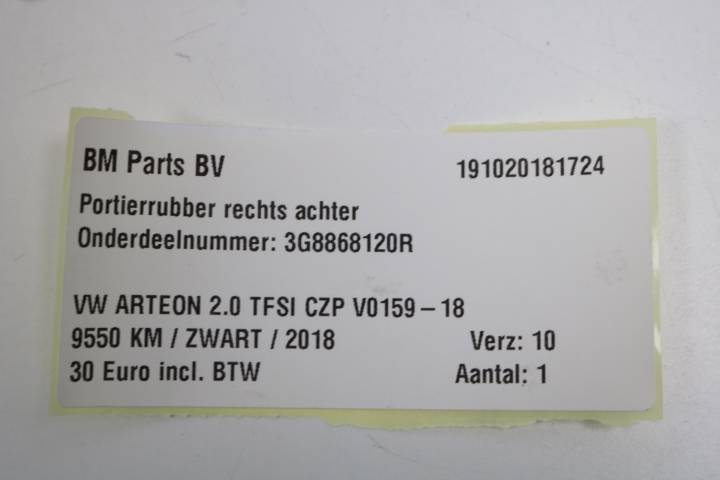 BM Parts BV 191020181724
Portierrubber rechts achter
Onderdeelnummer: 3G8868120R
VW ARTEON 2.0 TFSI CZP V0159 – 18
9550 KM / ZWART / 2018 Verz: 10
30 Euro incl. BTW Aantal: 1